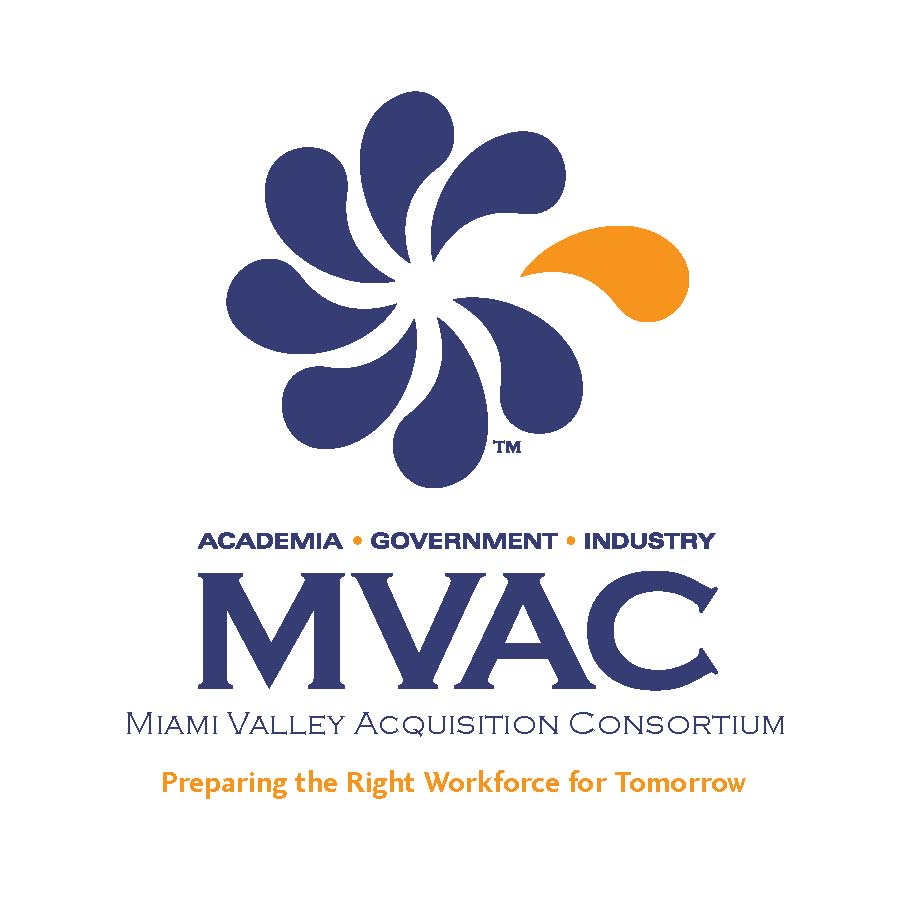 TM
ACADEMIA • GOVERNMENT • INDUSTRY
MVAC
MIAMI VALLEY ACQUISITION CONSORTIUM
Preparing the Right Workforce for Tomorrow